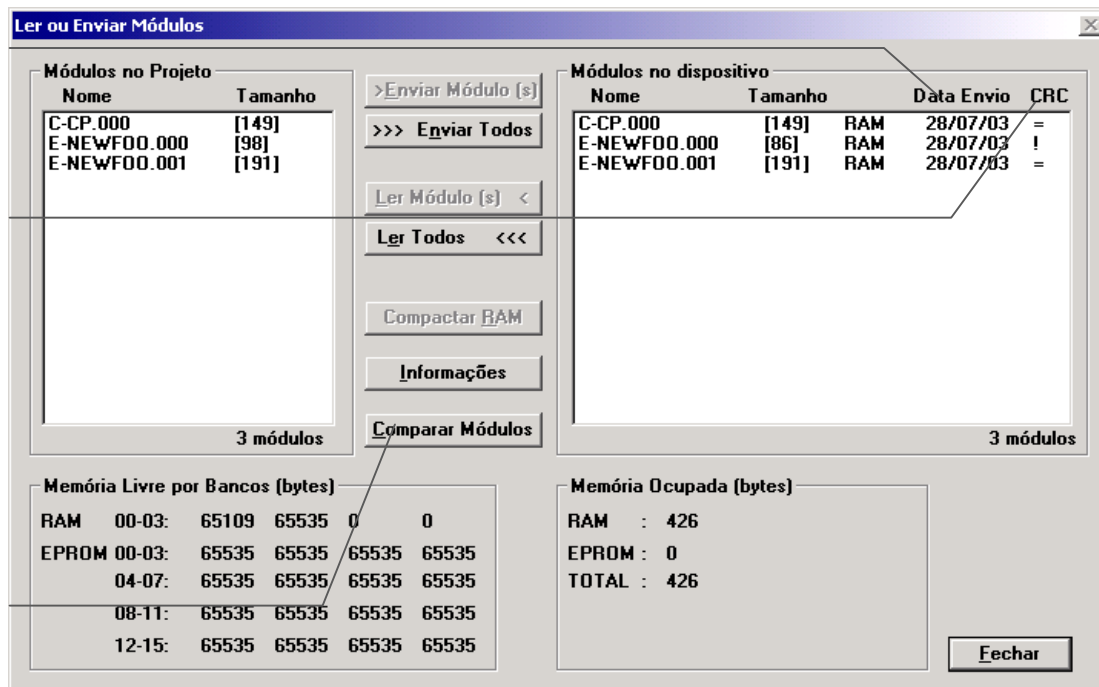 Ler ou Enviar Módulos
Módulos no Projeto
Nome Tamanho
C-CP.000 [149]
E-NEWFOO.000 [98]
E-NEWFOO.001 [191]
3 módulos
>Enviar Módulo (s)
>>> Enviar Todos
Ler Módulo (s) <
Ler Todos <<<
Compactar RAM
Informações
Comparar Módulos
Módulos no dispositivo
Nome Tamanho Data Envio CRC
C-CP.000 [149] RAM 28/07/03 =
E-NEWFOO.000 [86] RAM 28/07/03 !
E-NEWFOO.001 [191] RAM 28/07/03 =
3 módulos
Memória Livre por Bancos (bytes)
RAM 00-03: 65109 65535 0 0
EPROM 00-03: 65535 65535 65535 65535
04-07: 65535 65535 65535 65535
08-11: 65535 65535 65535 65535
12-15: 65535 65535 65535 65535
Memória Ocupada (bytes)
RAM : 426
EPROM : 0
TOTAL : 426
Fechar